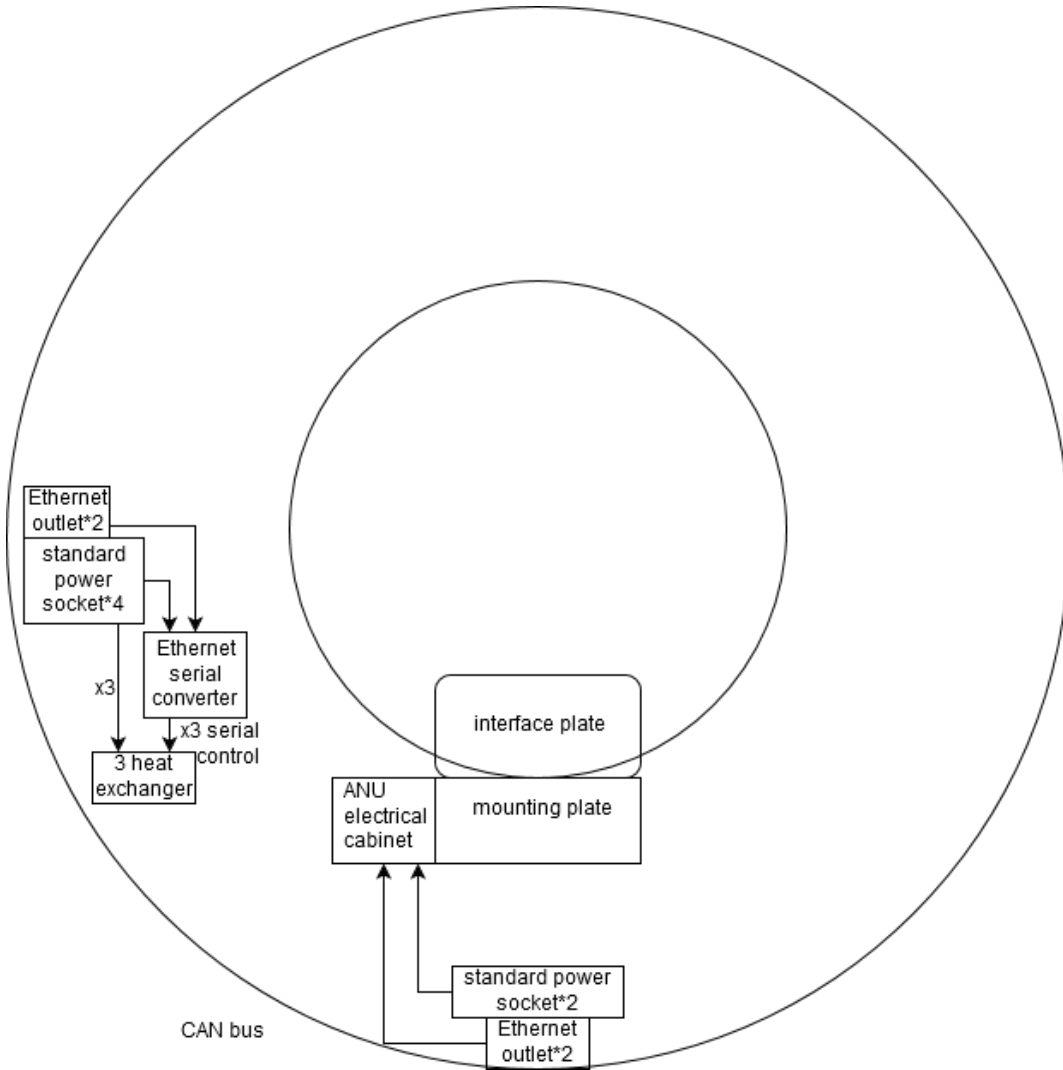 Ethernet
outlet*2
standard
power
socket*4
Ethernet
serial
converter
x3
x3 serial
control
3 heat
exchanger
interface plate
ANU
electrical
cabinet
mounting plate
standard power
socket*2
Ethernet
outlet*2
CAN bus